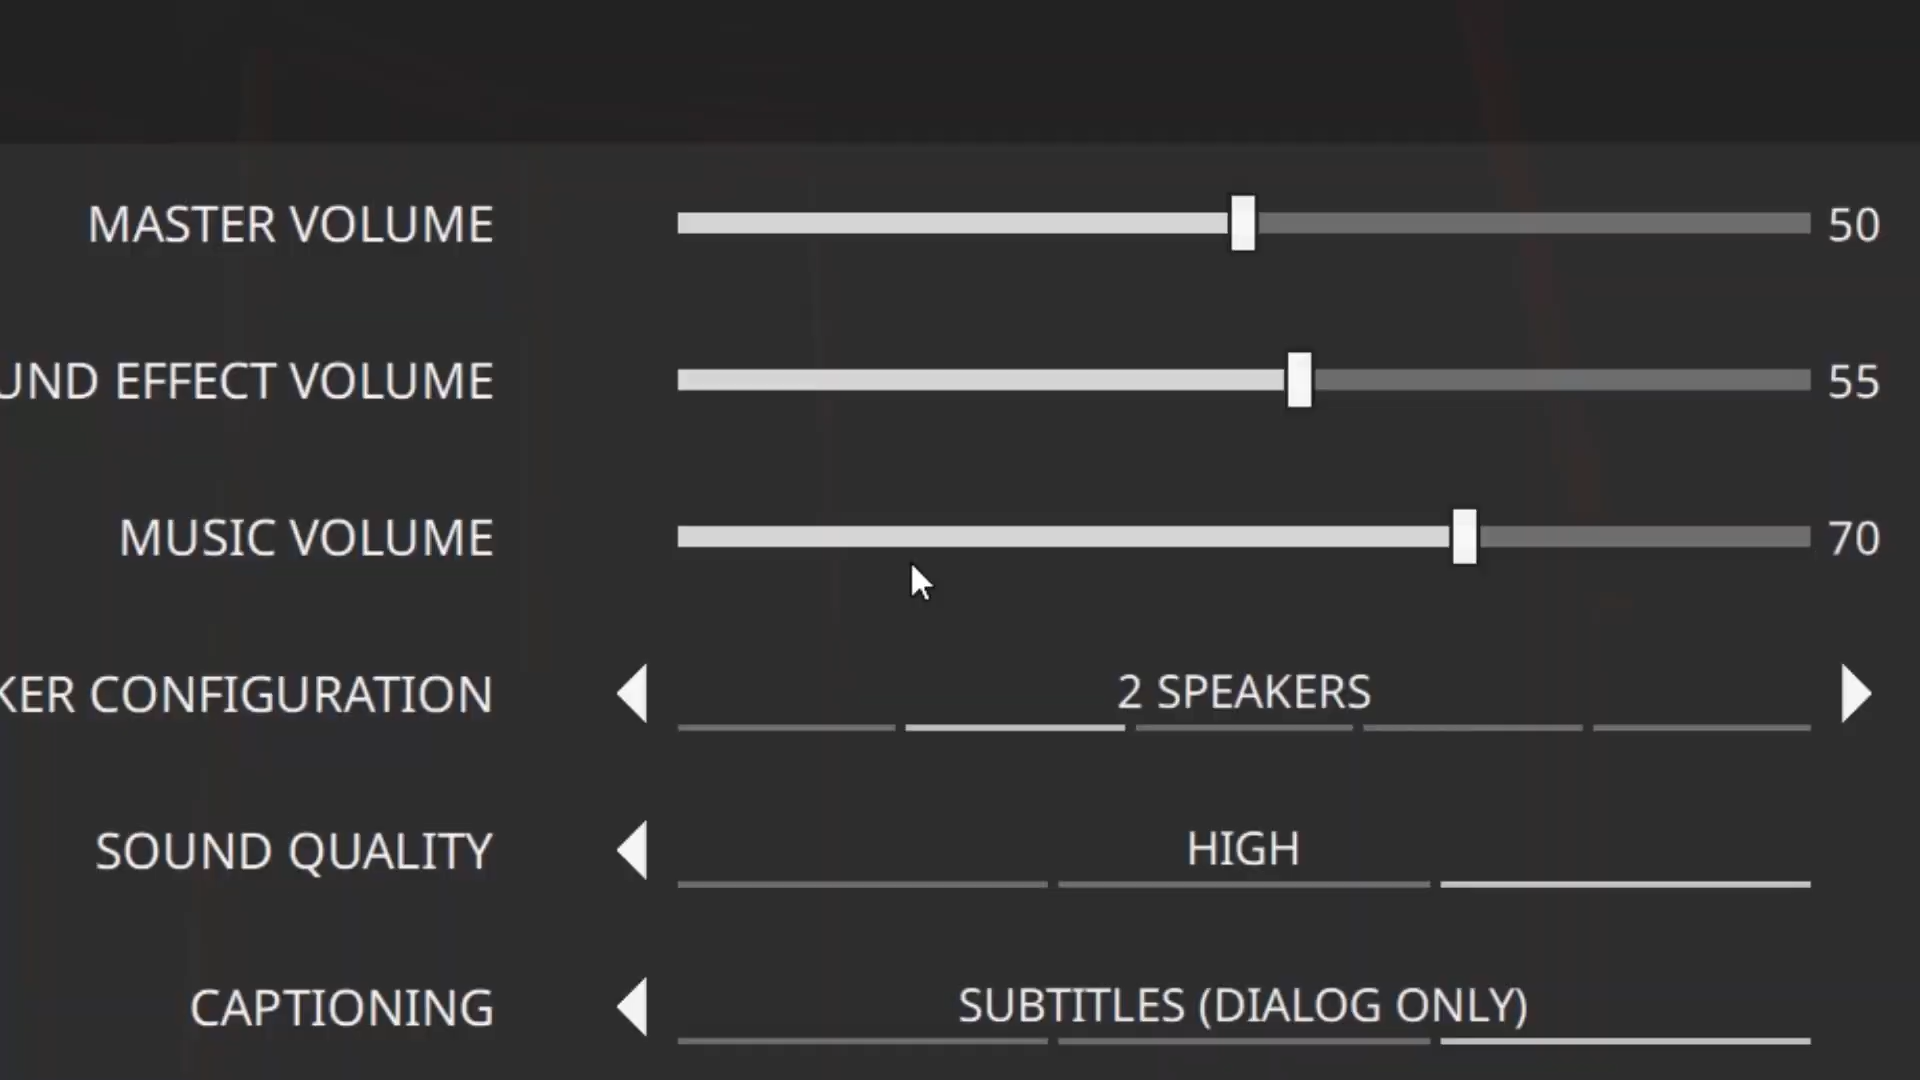 MASTER VOLUME 50
UND EFFECT VOLUME 55
MUSIC VOLUME 70
KER CONFIGURATION 2 SPEAKERS
SOUND QUALITY HIGH
CAPTIONING SUBTITLES (DIALOG ONLY)